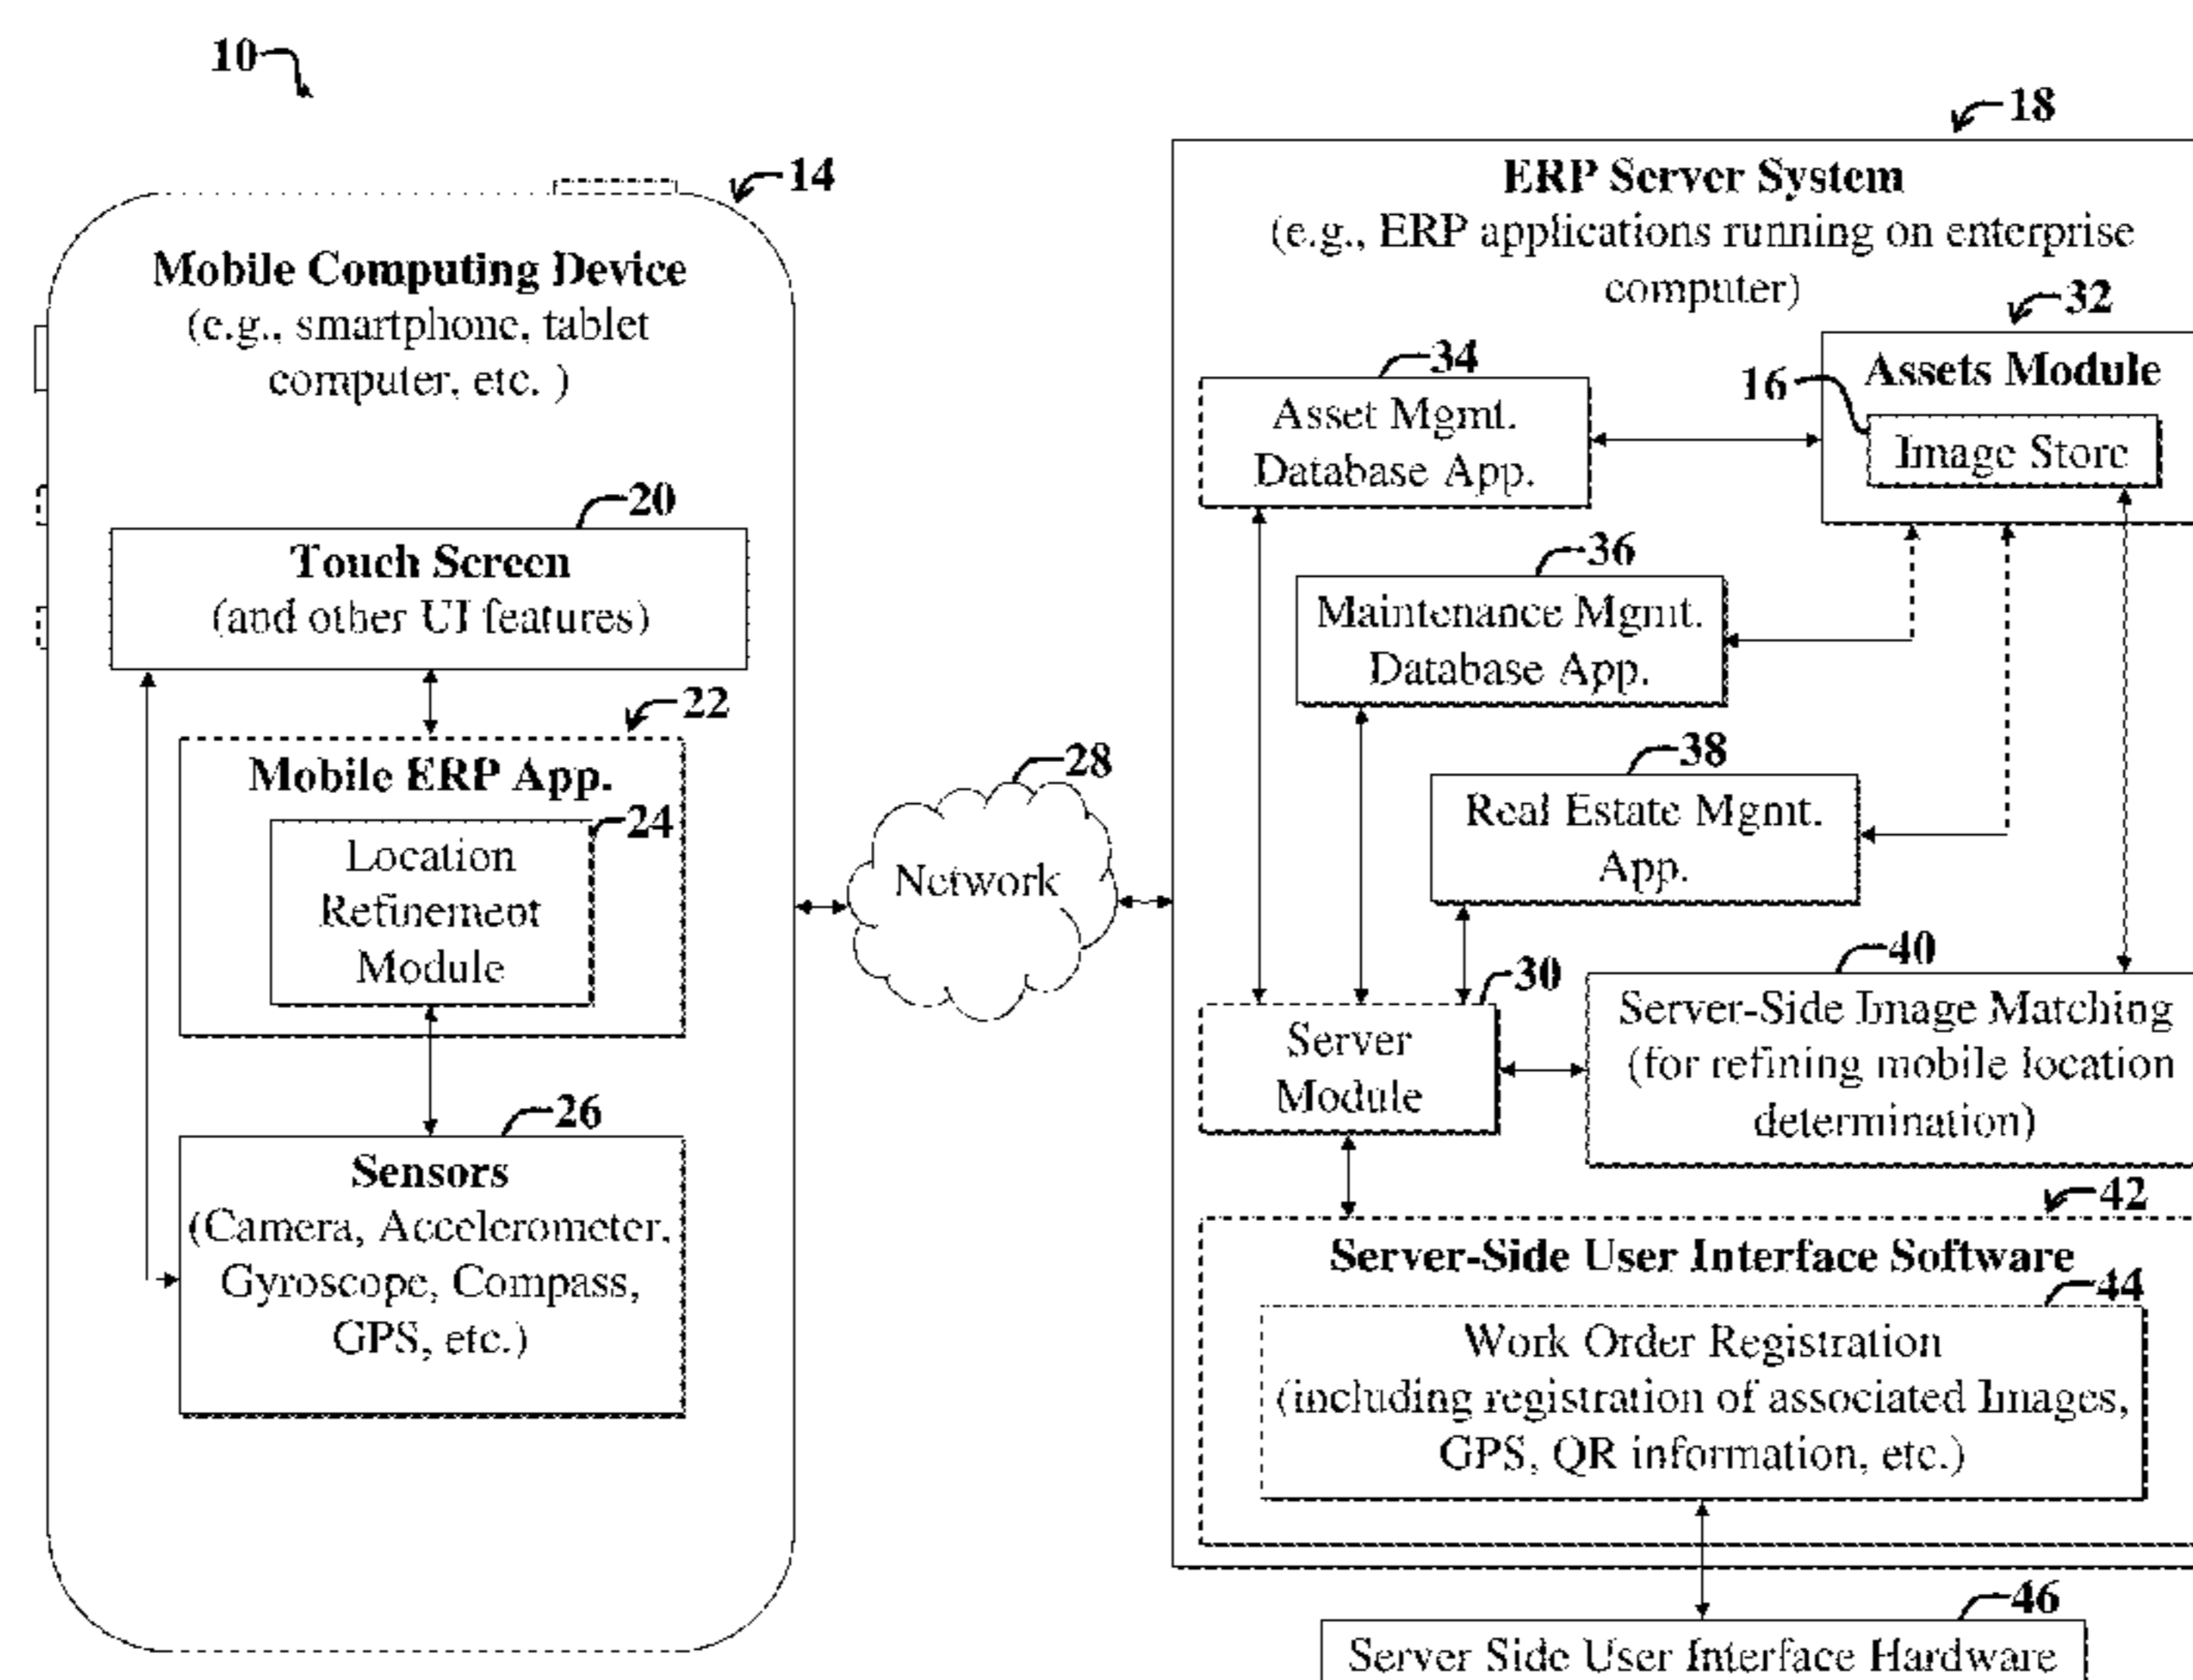 10
14
Mobile Computing Device
(e.g., smartphone, tablet
computer, etc. )
20
Touch Screen
(and other UI features)
22
Mobile ERP App.
24
Location
Refinement
Module
26
Sensors
(Camera, Accelerometer,
Gyroscope, Compass,
GPS, etc.)
28
Network
18
ERP Server System
(e.g., ERP applications running on enterprise
computer)
32
Assets Module
16
Image Store
34
Asset Mgmt.
Database App.
36
Maintenance Mgmt.
Database App.
38
Real Estate Mgmt.
App.
30
Server
Module
40
Server-Side Image Matching
(for refining mobile location
determination)
42
Server-Side User Interface Software
44
Work Order Registration
(including registration of associated Images,
GPS, QR information, etc.)
46
Server Side User Interface Hardware